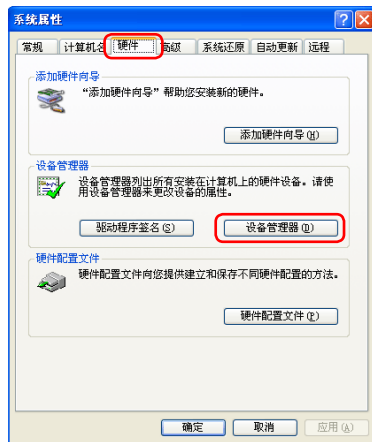 系统属性
常规 计算机名 硬件 高级 系统还原 自动更新 远程
添加硬件向导
“添加硬件向导”帮助您安装新的硬件。
添加硬件向导(H)
设备管理器
设备管理器列出所有安装在计算机上的硬件设备。请使
用设备管理器来更改设备的属性。
驱动程序签名(S) 设备管理器(D)
硬件配置文件
硬件配置文件向您提供建立和保存不同硬件配置的方法。
硬件配置文件(P)
确定 取消 应用(A)